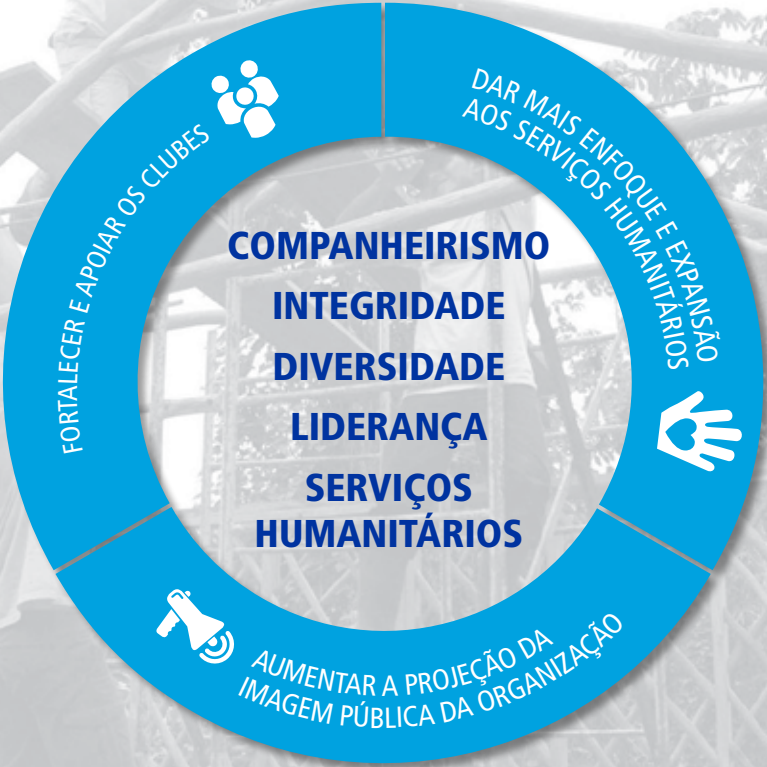 FORTALECER E APOIAR OS CLUBES
DAR MAIS ENFOQUE E EXPANSÃO
AOS SERVIÇOS HUMANITÁRIOS
COMPANHEIRISMO
INTEGRIDADE
DIVERSIDADE
LIDERANÇA
SERVIÇOS
HUMANITÁRIOS
AUMENTAR A PROJEÇÃO DA
IMAGEM PÚBLICA DA ORGANIZAÇÃO